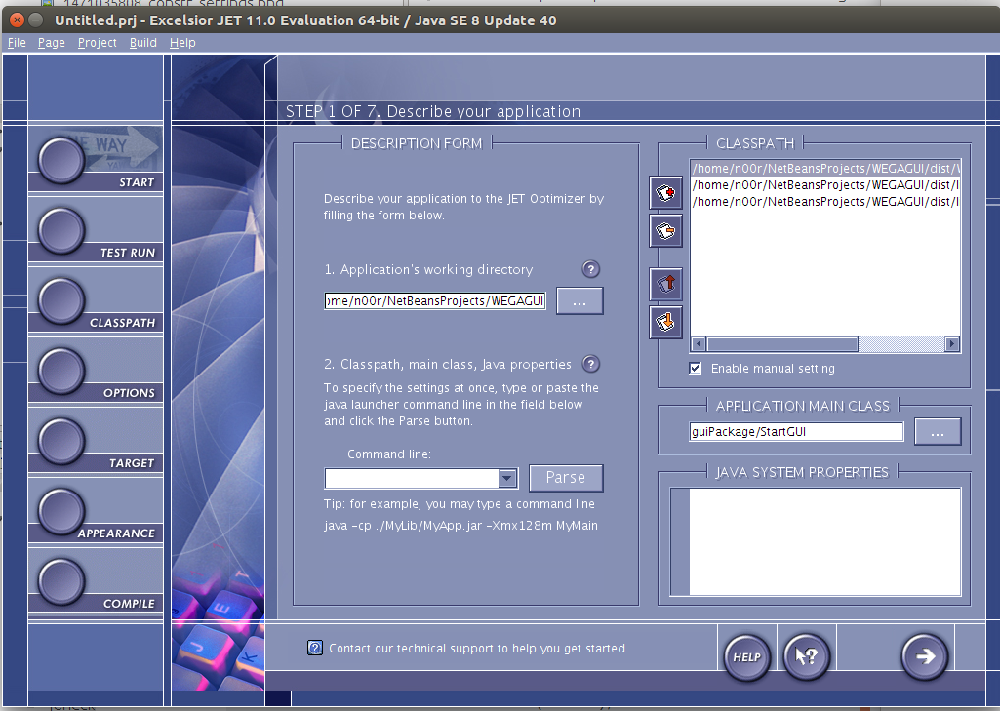 Untitled.prj - Excelsior JET 11.0 Evaluation 64-bit / Java SE 8 Update 40
File Page Project Build Help
STEP 1 OF 7. Describe your application
START
TEST RUN
CLASSPATH
OPTIONS
TARGET
APPEARANCE
COMPILE
DESCRIPTION FORM
Describe your application to the JET Optimizer by
filling the form below.
1. Application's working directory ?
ome/n00r/NetBeansProjects/WEGAGUI ...
2. Classpath, main class, Java properties ?
To specify the settings at once, type or paste the
java launcher command line in the field below
and click the Parse button.
Command line:
Parse
Tip: for example, you may type a command line
java -cp ./MyLib/MyApp.jar -Xmx128m MyMain
CLASSPATH
/home/n00r/NetBeansProjects/WEGAGUI/dist/W
/home/n00r/NetBeansProjects/WEGAGUI/dist/l
/home/n00r/NetBeansProjects/WEGAGUI/dist/l
Enable manual setting
APPLICATION MAIN CLASS
guiPackage/StartGUI ...
JAVA SYSTEM PROPERTIES
? Contact our technical support to help you get started
HELP ?